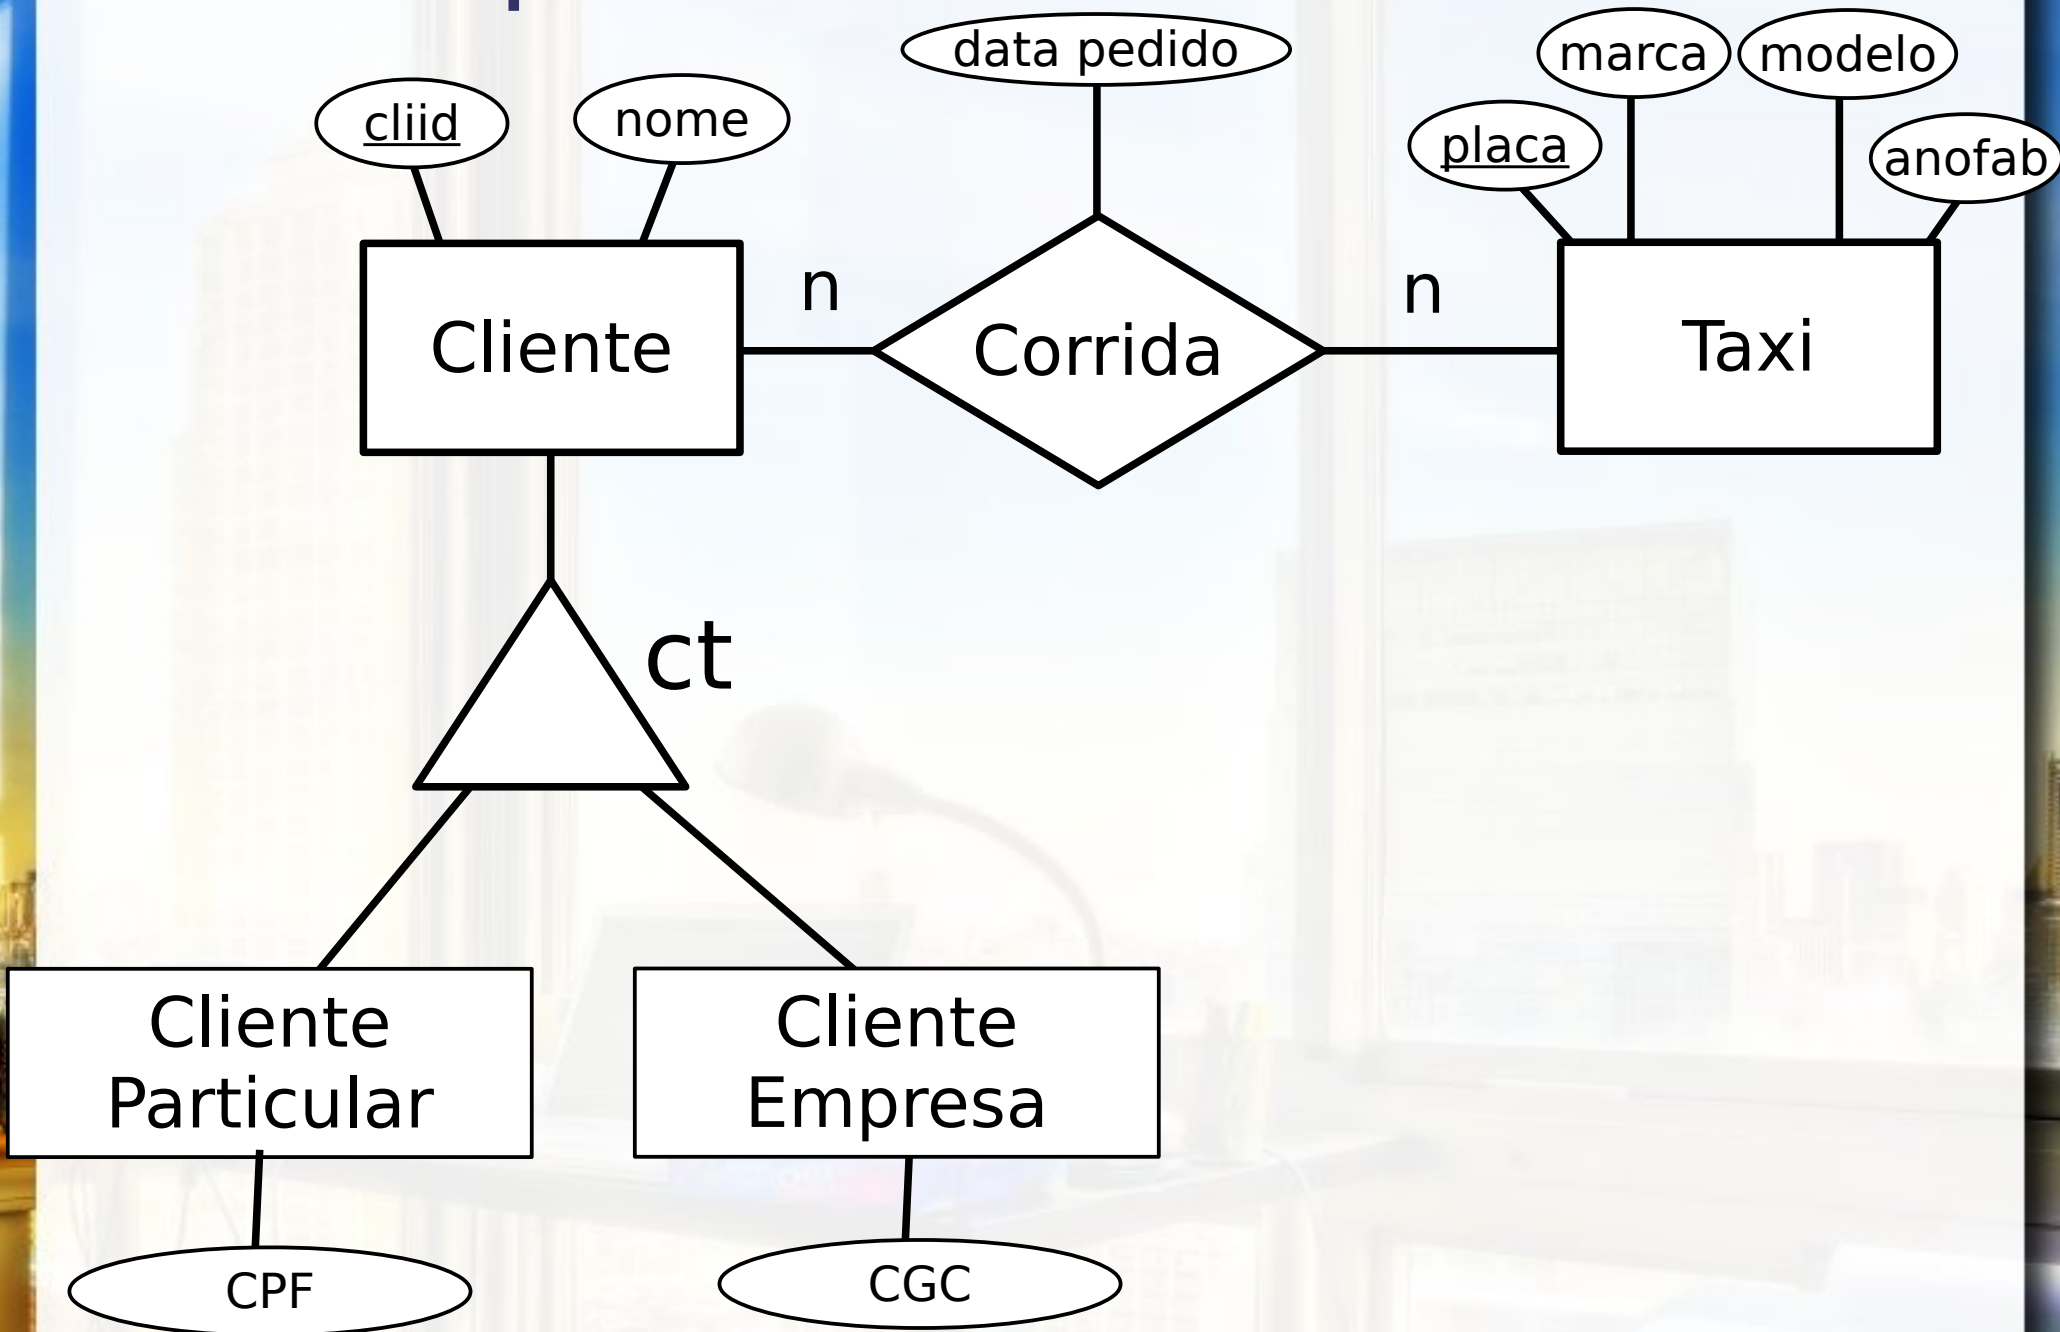 data pedido
marca
modelo
cliid
nome
placa
anofab
n
n
Cliente
Corrida
Taxi
ct
Cliente
Particular
Cliente
Empresa
CPF
CGC